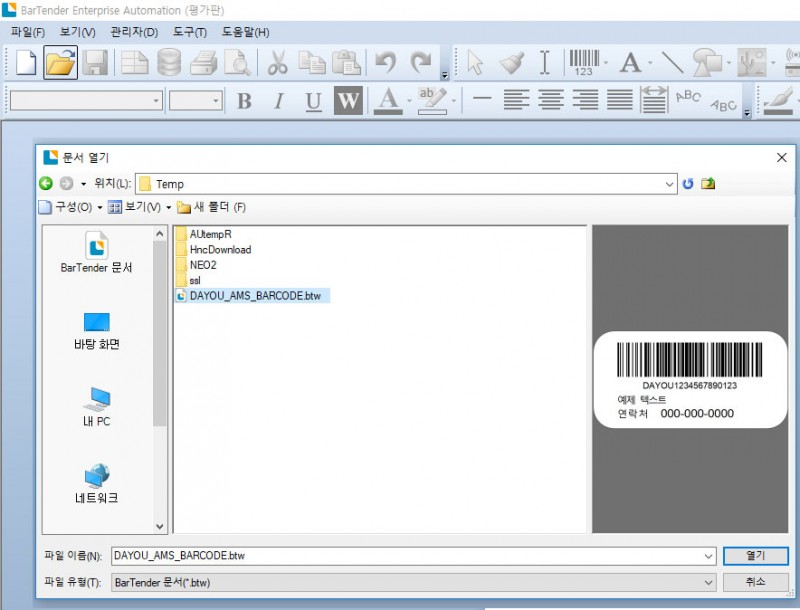 BarTender Enterprise Automation (평가판)
파일(F) 보기(V) 관리자(D) 도구(T) 도움말(H)
123 A
B I U W A ab ABC ABC
문서 열기
위치(L): Temp
구성(O) 보기(V) 새 폴더 (F)
BarTender 문서
바탕 화면
내 PC
네트워크
AUtempR
HncDownload
NEO2
ssl
DAYOU_AMS_BARCODE.btw
DAYOU1234567890123
예제 텍스트
연락처 000-000-0000
파일 이름(N): DAYOU_AMS_BARCODE.btw 열기
파일 유형(T): BarTender 문서(*.btw) 취소